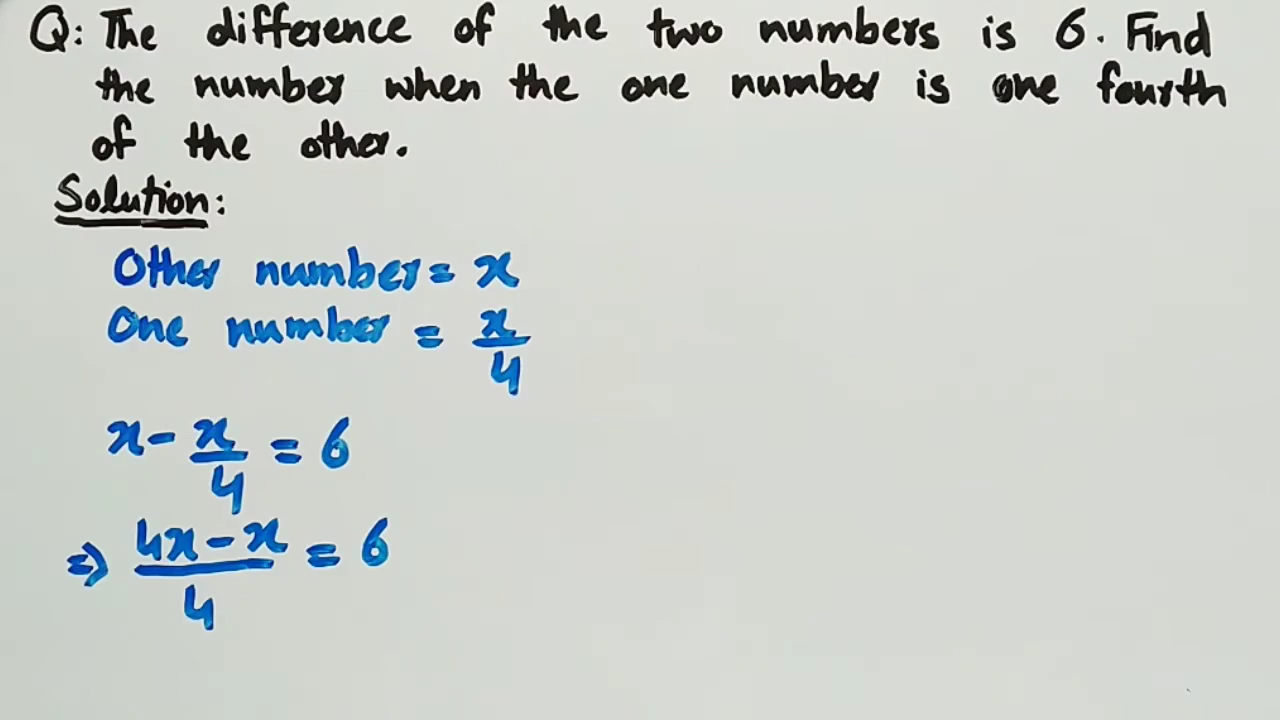 Q: The difference of the two numbers is 6. Find
the number when the one number is one fourth
of the other.
Solution:
Other number = x
One number = x/4
x - x/4 = 6
⇒ (4x - x)/4 = 6